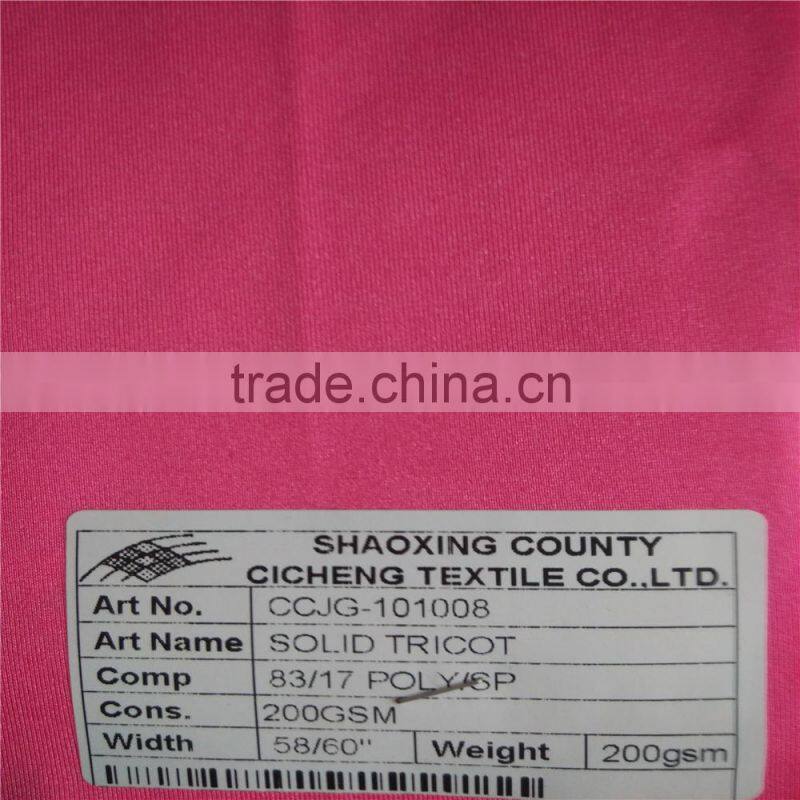 trade.china.cn
SHAOXING COUNTY
CICHENG TEXTILE CO.,LTD.
Art No. CCJG-101008
Art Name SOLID TRICOT
Comp 83/17 POLY/SP
Cons. 200GSM
Width 58/60" Weight 200gsm